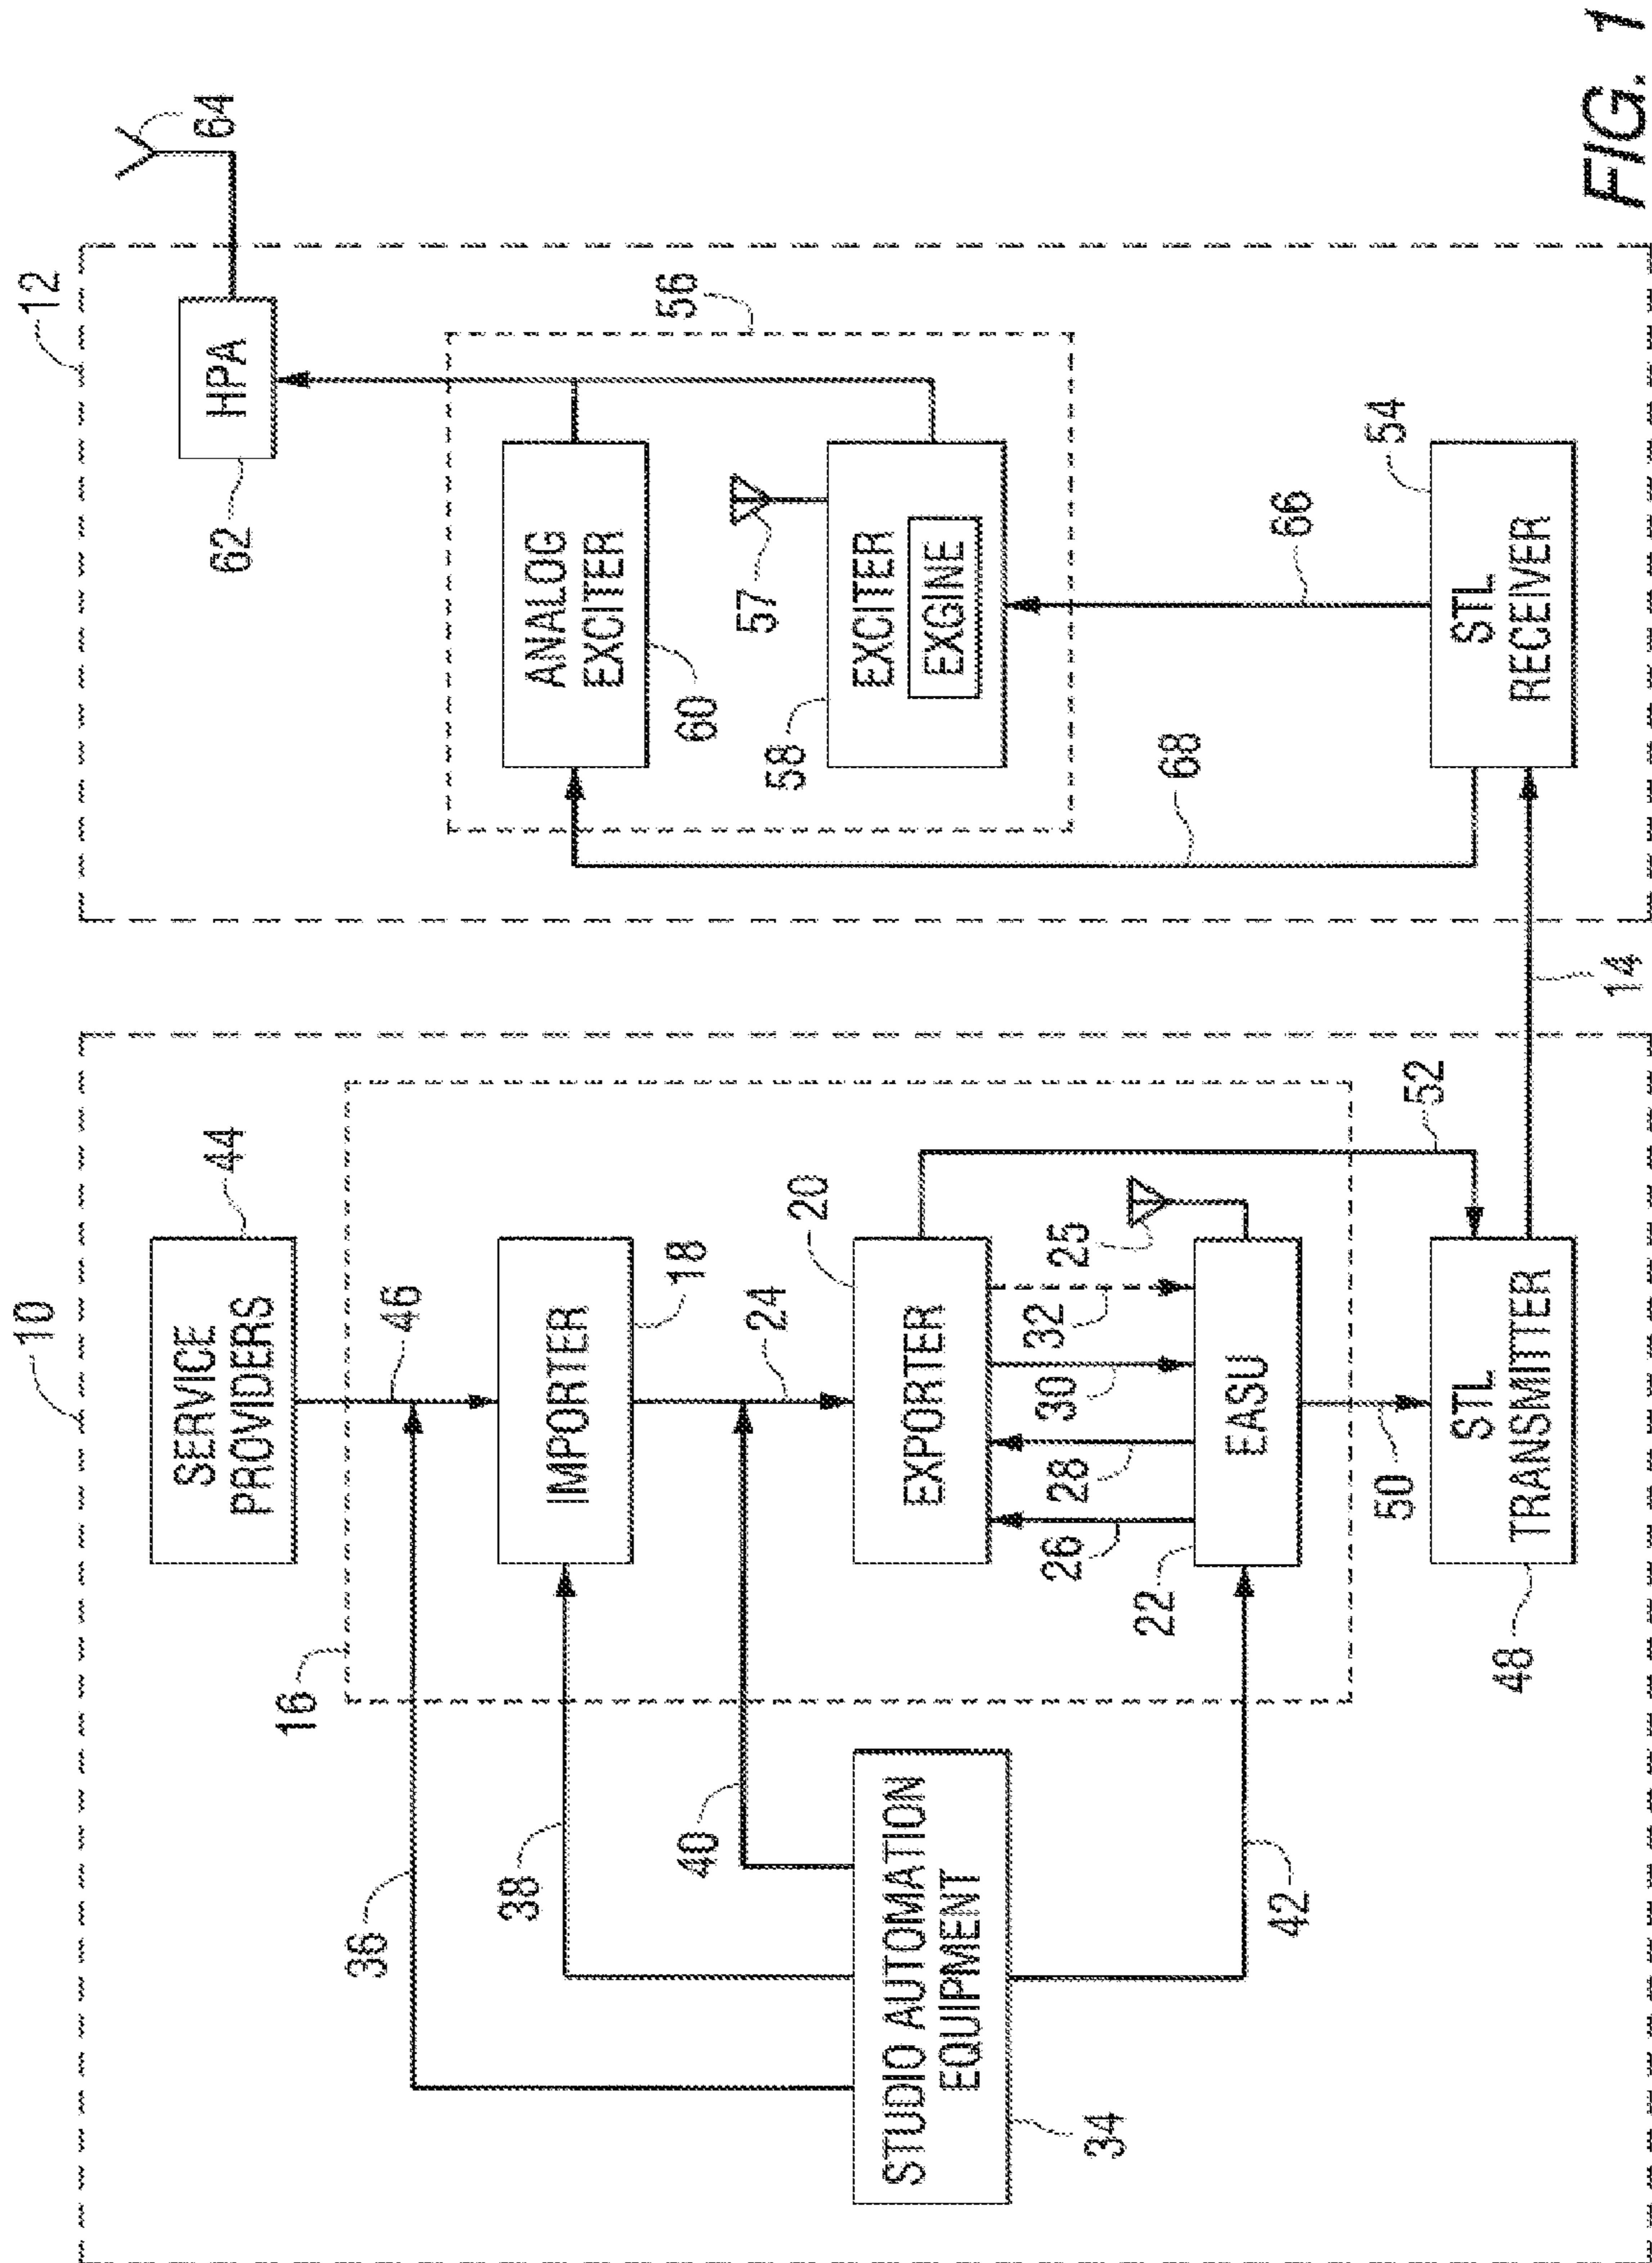 10
SERVICE
PROVIDERS
44
46
16
IMPORTER
18
24
36
38
40
EXPORTER
20
26
28
30
32
25
22
EASU
STUDIO AUTOMATION
EQUIPMENT
34
42
50
52
STL
TRANSMITTER
48
14
12
HPA
62
64
56
ANALOG
EXCITER
60
57
58
EXCITER
EXGINE
66
68
STL
RECEIVER
54
FIG. 1